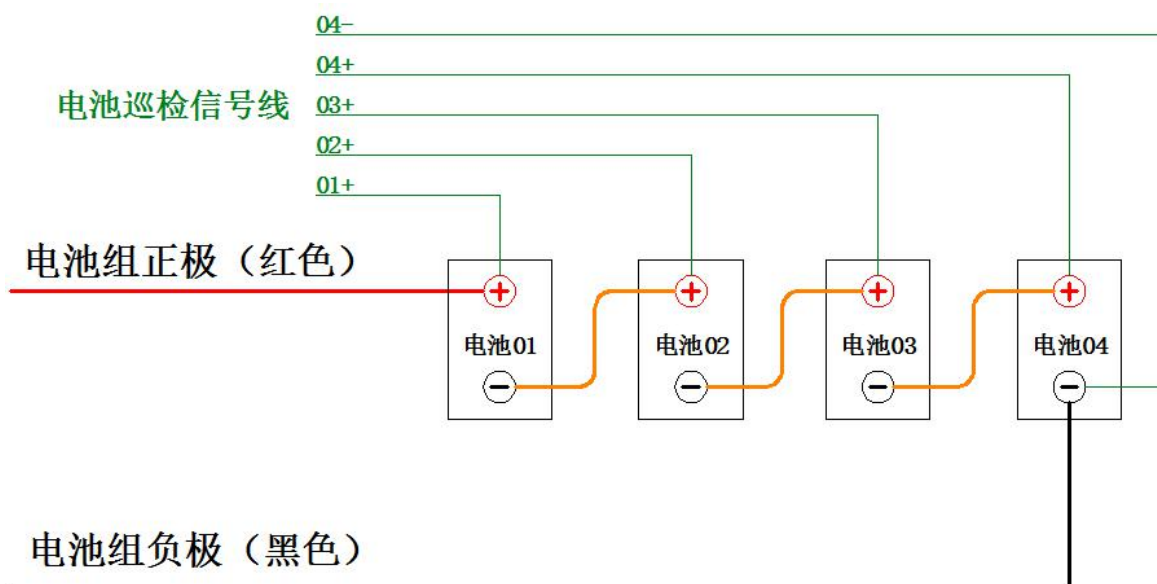 04-
04+
电池巡检信号线
03+
02+
01+
电池组正极（红色）
电池01
电池02
电池03
电池04
电池组负极（黑色）